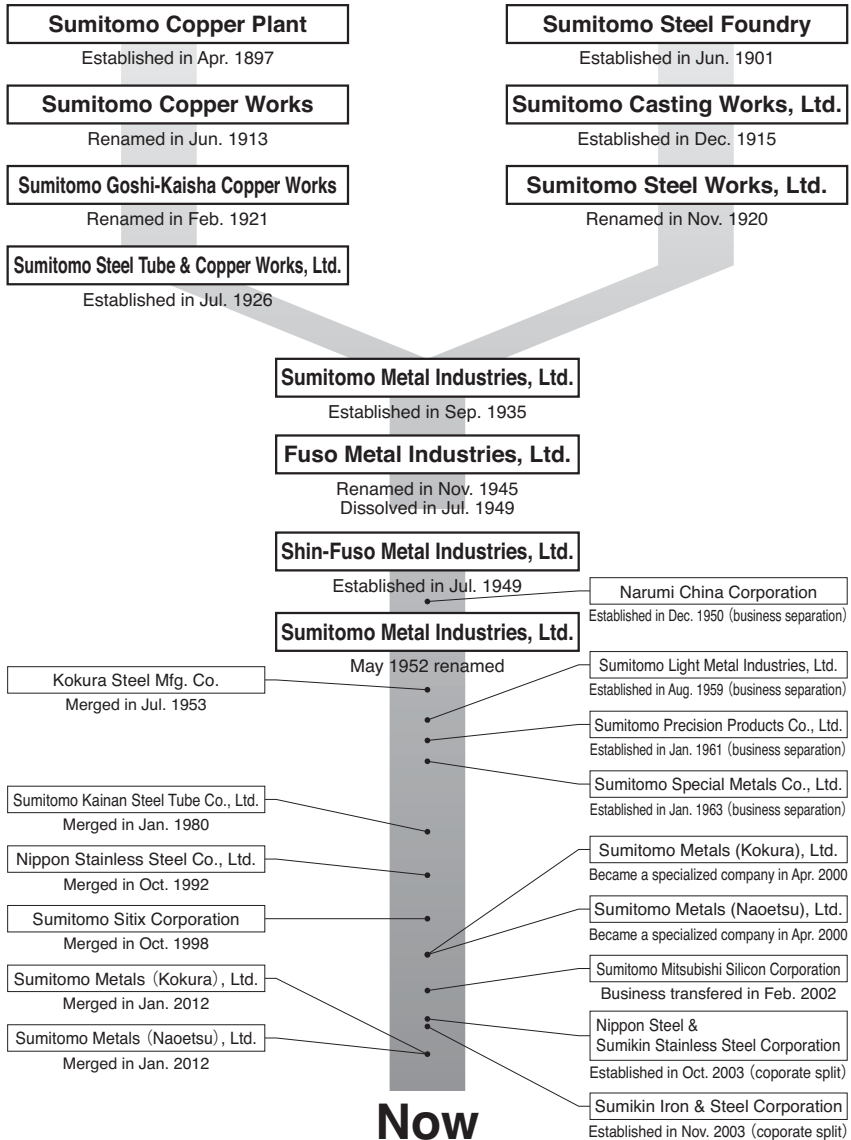 Sumitomo Copper Plant
Established in Apr. 1897
Sumitomo Copper Works
Renamed in Jun. 1913
Sumitomo Goshi-Kaisha Copper Works
Renamed in Feb. 1921
Sumitomo Steel Tube & Copper Works, Ltd.
Established in Jul. 1926
Sumitomo Steel Foundry
Established in Jun. 1901
Sumitomo Casting Works, Ltd.
Established in Dec. 1915
Sumitomo Steel Works, Ltd.
Renamed in Nov. 1920
Sumitomo Metal Industries, Ltd.
Established in Sep. 1935
Fuso Metal Industries, Ltd.
Renamed in Nov. 1945
Dissolved in Jul. 1949
Shin-Fuso Metal Industries, Ltd.
Established in Jul. 1949
Sumitomo Metal Industries, Ltd.
May 1952 renamed
Kokura Steel Mfg. Co.
Merged in Jul. 1953
Sumitomo Kainan Steel Tube Co., Ltd.
Merged in Jan. 1980
Nippon Stainless Steel Co., Ltd.
Merged in Oct. 1992
Sumitomo Sitix Corporation
Merged in Oct. 1998
Sumitomo Metals (Kokura), Ltd.
Merged in Jan. 2012
Sumitomo Metals (Naoetsu), Ltd.
Merged in Jan. 2012
Narumi China Corporation
Established in Dec. 1950 (business separation)
Sumitomo Light Metal Industries, Ltd.
Established in Aug. 1959 (business separation)
Sumitomo Precision Products Co., Ltd.
Established in Jan. 1961 (business separation)
Sumitomo Special Metals Co., Ltd.
Established in Jan. 1963 (business separation)
Sumitomo Metals (Kokura), Ltd.
Became a specialized company in Apr. 2000
Sumitomo Metals (Naoetsu), Ltd.
Became a specialized company in Apr. 2000
Sumitomo Mitsubishi Silicon Corporation
Business transfered in Feb. 2002
Nippon Steel &
Sumikin Stainless Steel Corporation
Established in Oct. 2003 (coporate split)
Sumikin Iron & Steel Corporation
Established in Nov. 2003 (coporate split)
Now